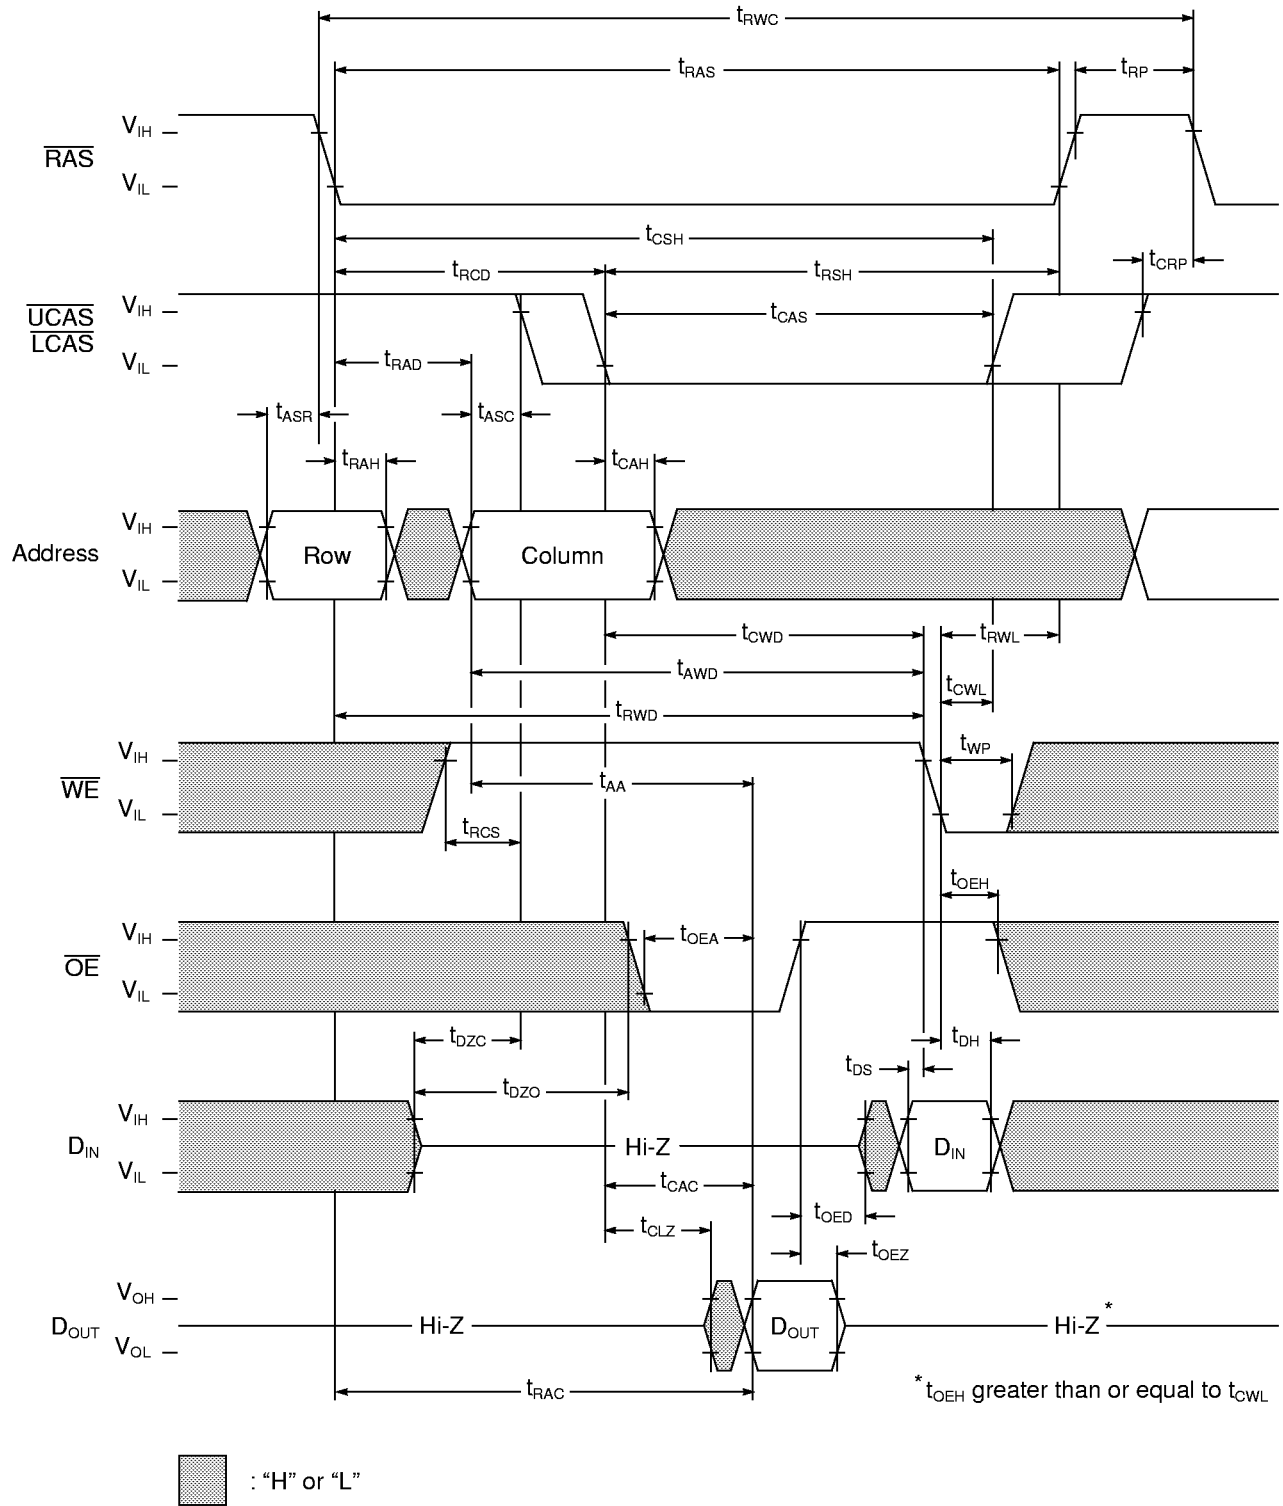 tRWC
tRAS
tRP
VIH
RAS
VIL
tCSH
tRCD
tRSH
tCRP
VIH
UCAS
LCAS
VIL
tCAS
tRAD
tASR
tASC
tRAH
tCAH
VIH
Address
VIL
Row
Column
tCWD
tRWL
tAWD
tCWL
tRWD
VIH
WE
VIL
tWP
tAA
tRCS
tOEH
VIH
OE
VIL
tOEA
tDZC
tDH
tDS
tDZO
VIH
DIN
VIL
Hi-Z
DIN
tCAC
tOED
tCLZ
tOEZ
VOH
DOUT
VOL
Hi-Z
DOUT
Hi-Z*
tRAC
*tOEH greater than or equal to tCWL
: “H” or “L”